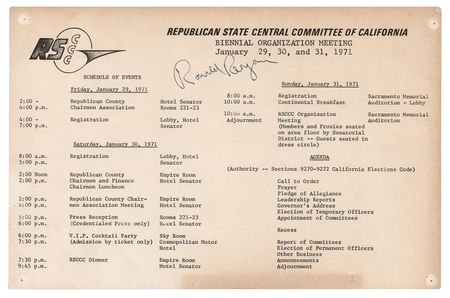 RSC
CC
C
REPUBLICAN STATE CENTRAL COMMITTEE OF CALIFORNIA
BIENNIAL ORGANIZATION MEETING
January 29, 30, and 31, 1971
Ronald Reagan
SCHEDULE OF EVENTS
Friday, January 29, 1971
2:00 - Republican County Hotel Senator
4:00 p.m. Chairmen Association Rooms 221-23
4:00 - Registration Lobby, Hotel
7:00 p.m. Senator
Saturday, January 30, 1971
8:00 a.m. Registration Lobby, Hotel
5:00 p.m. Senator
12:00 Noon Republican County Empire Room
2:00 p.m. Chairmen and Finance Hotel Senator
Chairmen Luncheon
2:00 p.m. Republican County Chair- Empire Room
4:00 p.m. men Association Meeting Hotel Senator
5:00 p.m. Press Reception Rooms 221-23
6:00 p.m. (Credentialed Press only) Hotel Senator
6:00 p.m. V.I.P. Cocktail Party Sky Room
7:30 p.m. (Admission by ticket only) Cosmopolitan Motor
Hotel
7:30 p.m. RSCCC Dinner Empire Room
9:45 p.m. Hotel Senator
Sunday, January 31, 1971
8:00 a.m. Registration Sacramento Memorial
10:00 a.m. Continental Breakfast Auditorium - Lobby
10:00 a.m. RSCCC Organization Sacramento Memorial
Adjournment Meeting Auditorium
(Members and Proxies seated
on area floor by Senatorial
District -- Guests seated in
dress circle)
AGENDA
(Authority -- Sections 9270-9272 California Elections Code)
Call to Order
Prayer
Pledge of Allegiance
Leadership Reports
Governor's Address
Election of Temporary Officers
Appointment of Committees
Recess
Report of Committees
Election of Permanent Officers
Other Business
Announcements
Adjournment